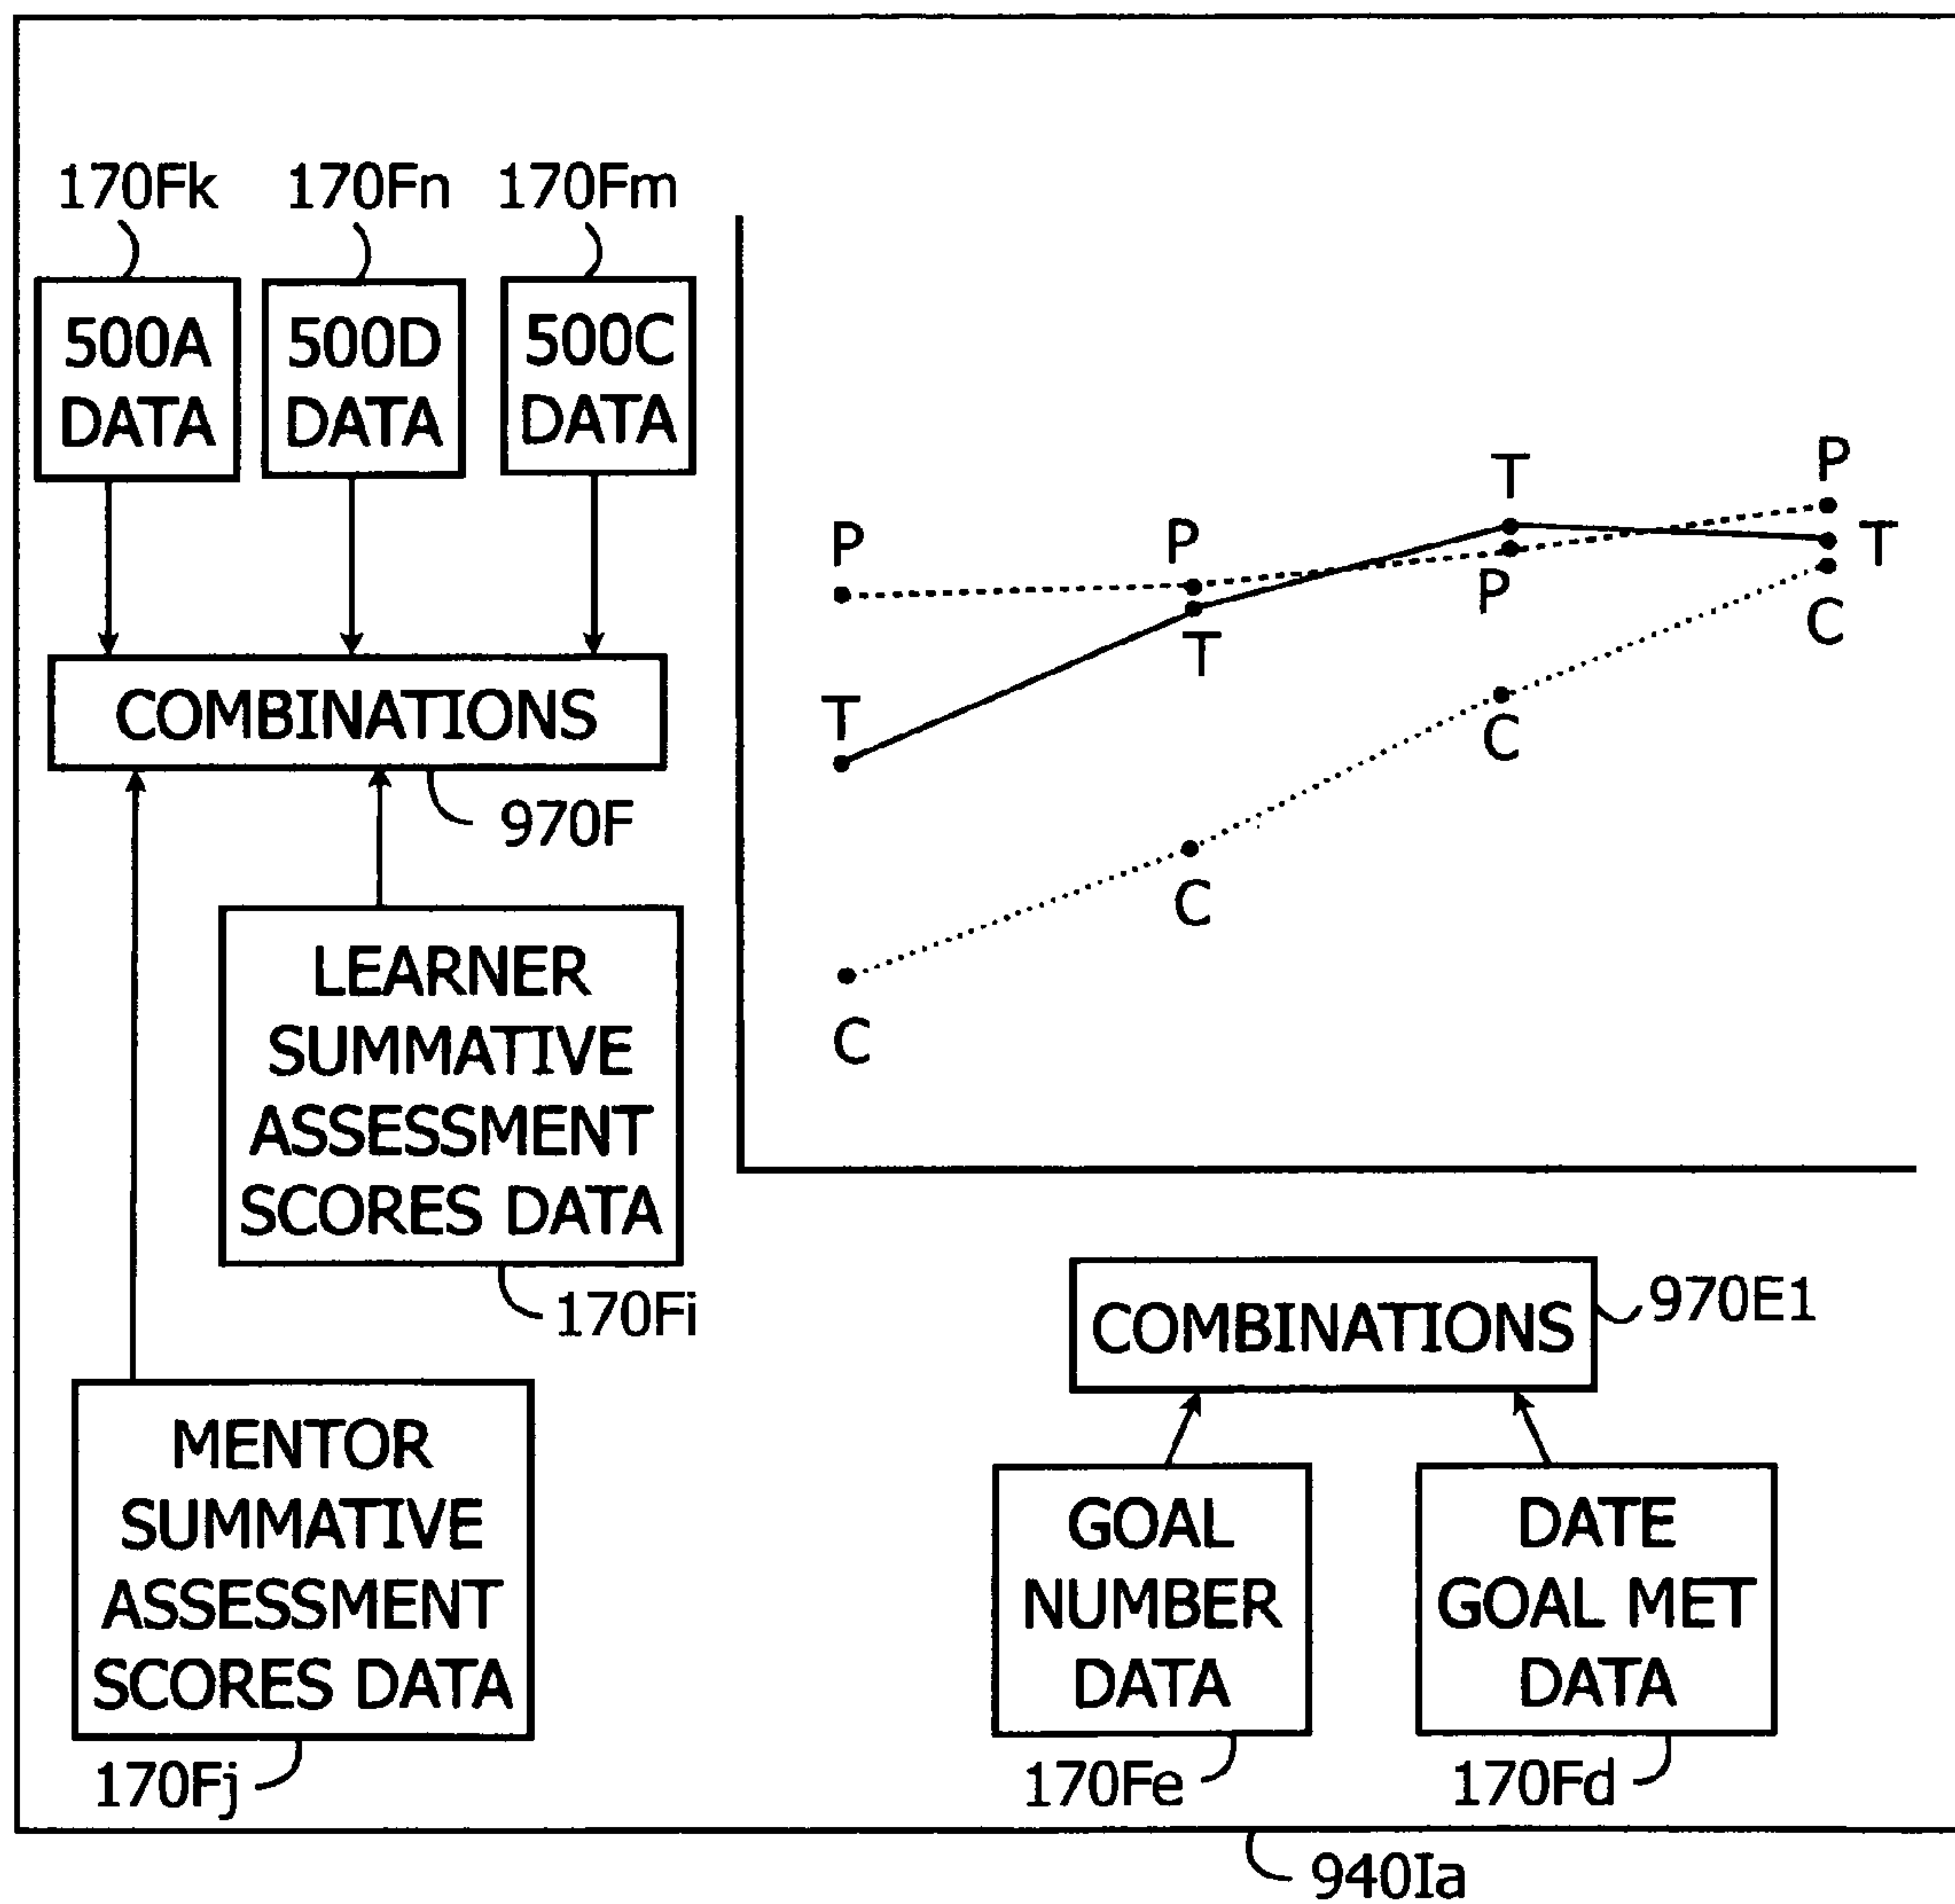 170Fk 170Fn 170Fm
500A
DATA
500D
DATA
500C
DATA
COMBINATIONS
970F
LEARNER
SUMMATIVE
ASSESSMENT
SCORES DATA
170Fi
MENTOR
SUMMATIVE
ASSESSMENT
SCORES DATA
170Fj
P
P
T
P
T
T
P
T
C
C
C
C
COMBINATIONS
970E1
GOAL
NUMBER
DATA
170Fe
DATE
GOAL MET
DATA
170Fd
940Ia